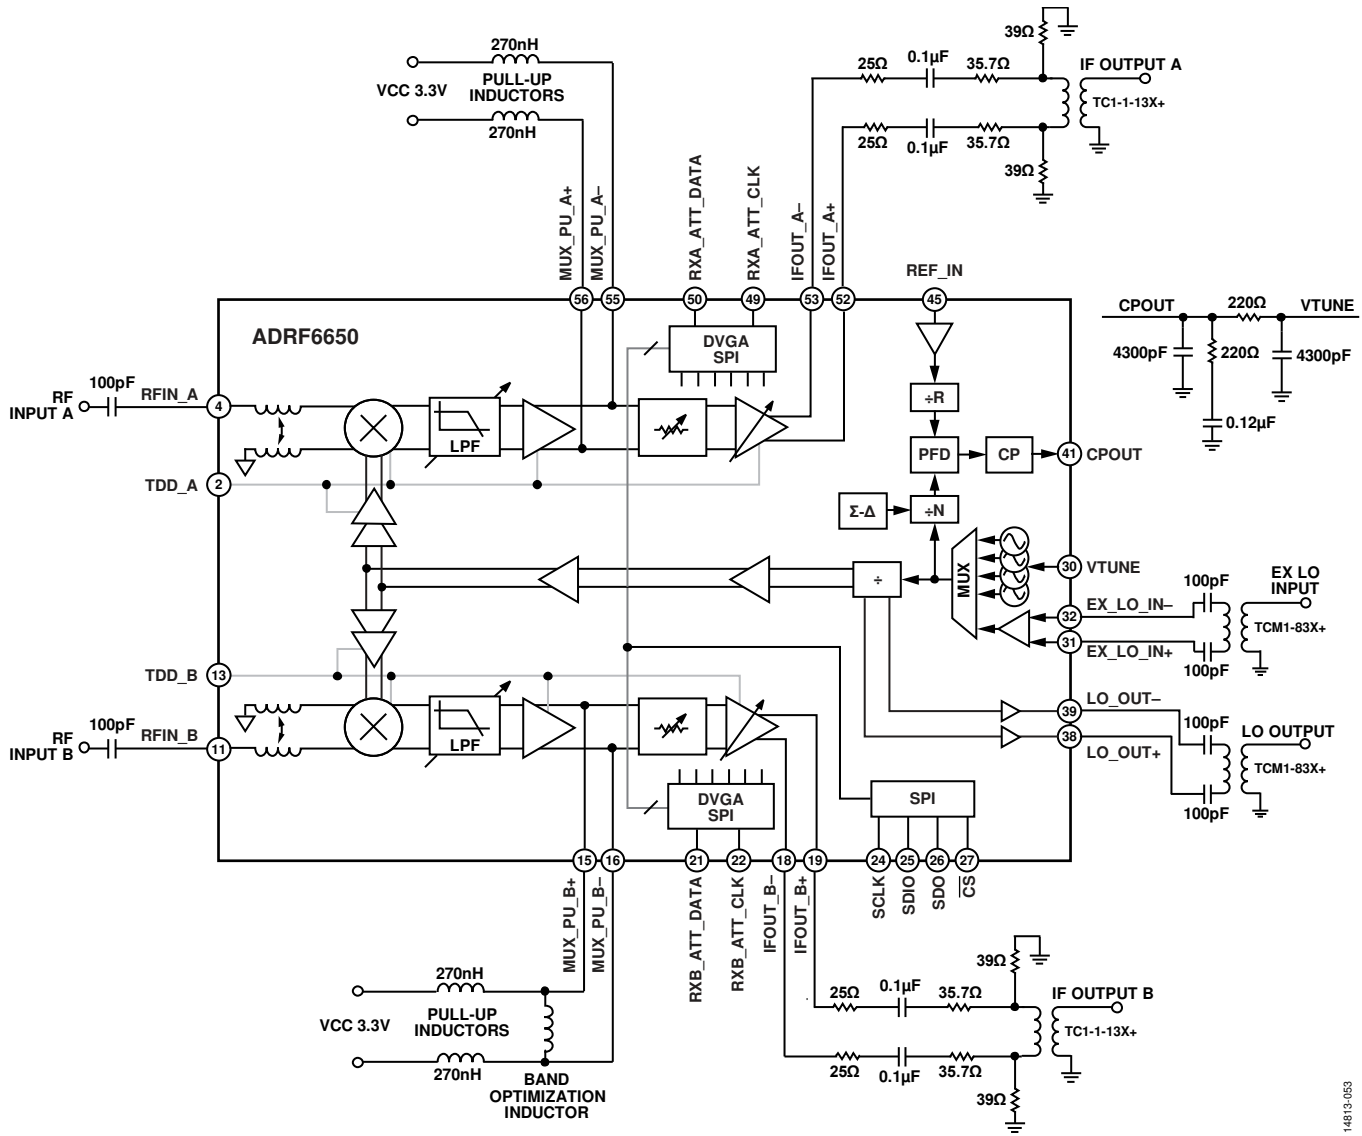 270nH
PULL-UP
INDUCTORS
VCC 3.3V
270nH
39Ω
25Ω
0.1µF
35.7Ω
IF OUTPUT A
TC1-1-13X+
25Ω
0.1µF
35.7Ω
39Ω
MUX_PU_A+
MUX_PU_A–
RXA_ATT_DATA
RXA_ATT_CLK
IFOUT_A–
IFOUT_A+
REF_IN
56
55
50
49
53
52
45
ADRF6650
DVGA
SPI
CPOUT
220Ω
VTUNE
4300pF
220Ω
4300pF
0.12µF
100pF
RF
INPUT A
RFIN_A
4
LPF
÷R
PFD
CP
41
CPOUT
TDD_A
2
Σ-Δ
÷N
÷
MUX
30
VTUNE
32
EX_LO_IN–
31
EX_LO_IN+
100pF
100pF
EX LO
INPUT
TCM1-83X+
TDD_B
13
100pF
RF
INPUT B
RFIN_B
11
LPF
39
LO_OUT–
38
LO_OUT+
100pF
100pF
LO OUTPUT
TCM1-83X+
DVGA
SPI
SPI
15
16
21
22
18
19
24
25
26
27
MUX_PU_B+
MUX_PU_B–
RXB_ATT_DATA
RXB_ATT_CLK
IFOUT_B–
IFOUT_B+
SCLK
SDIO
SDO
CS
270nH
PULL-UP
INDUCTORS
VCC 3.3V
270nH
BAND
OPTIMIZATION
INDUCTOR
39Ω
25Ω
0.1µF
35.7Ω
IF OUTPUT B
TC1-1-13X+
25Ω
0.1µF
35.7Ω
39Ω
14813-053